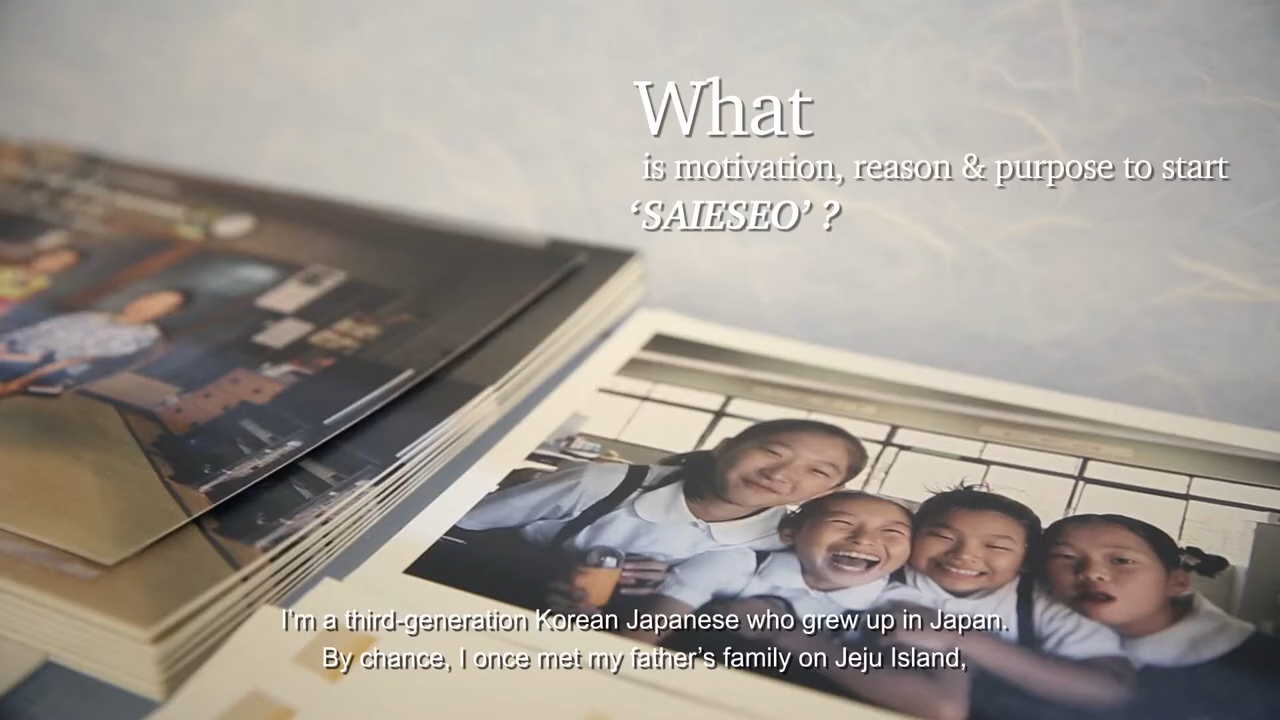 What
is motivation, reason & purpose to start
‘SAIESEO’ ?
I’m a third-generation Korean Japanese who grew up in Japan.
By chance, I once met my father’s family on Jeju Island,